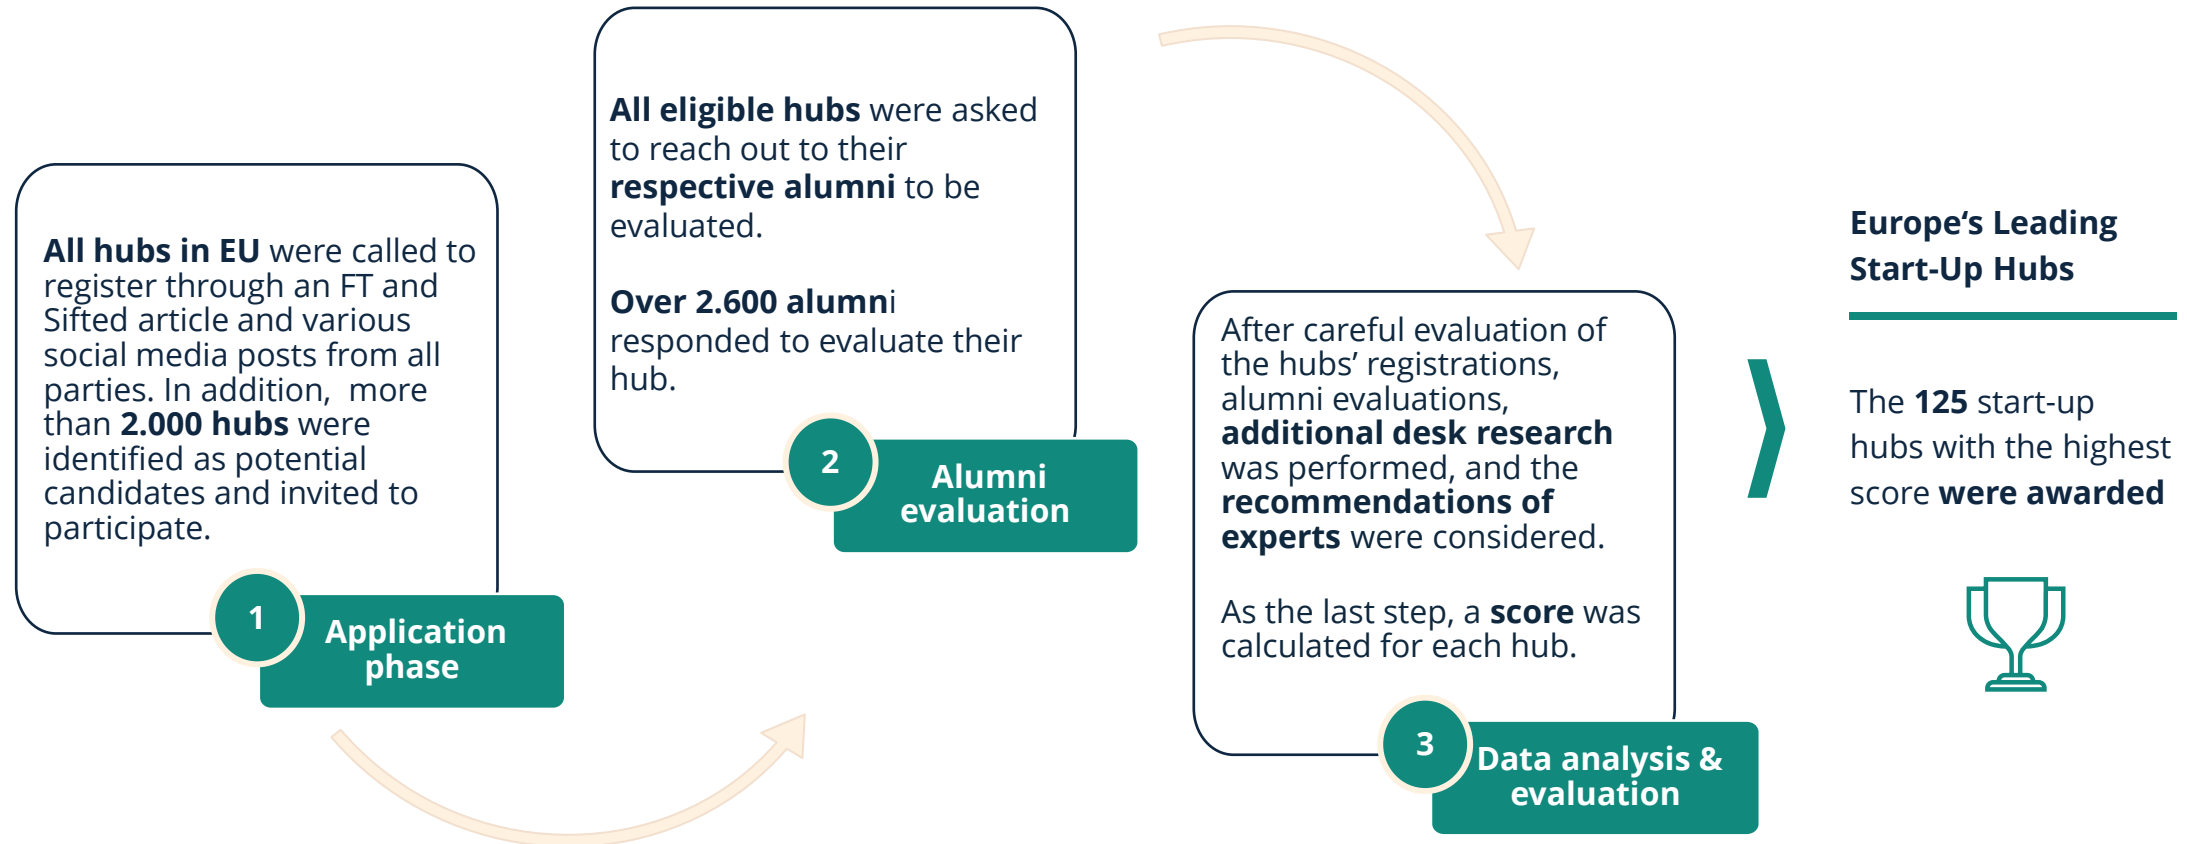 All hubs in EU were called to
register through an FT and
Sifted article and various
social media posts from all
parties. In addition,  more
than 2.000 hubs were
identified as potential
candidates and invited to
participate.
1
Application
phase
All eligible hubs were asked
to reach out to their
respective alumni to be
evaluated.
Over 2.600 alumni
responded to evaluate their
hub.
2
Alumni
evaluation
After careful evaluation of
the hubs’ registrations,
alumni evaluations,
additional desk research
was performed, and the
recommendations of
experts were considered.
As the last step, a score was
calculated for each hub.
3
Data analysis &
evaluation
Europe‘s Leading
Start-Up Hubs
The 125 start-up
hubs with the highest
score were awarded